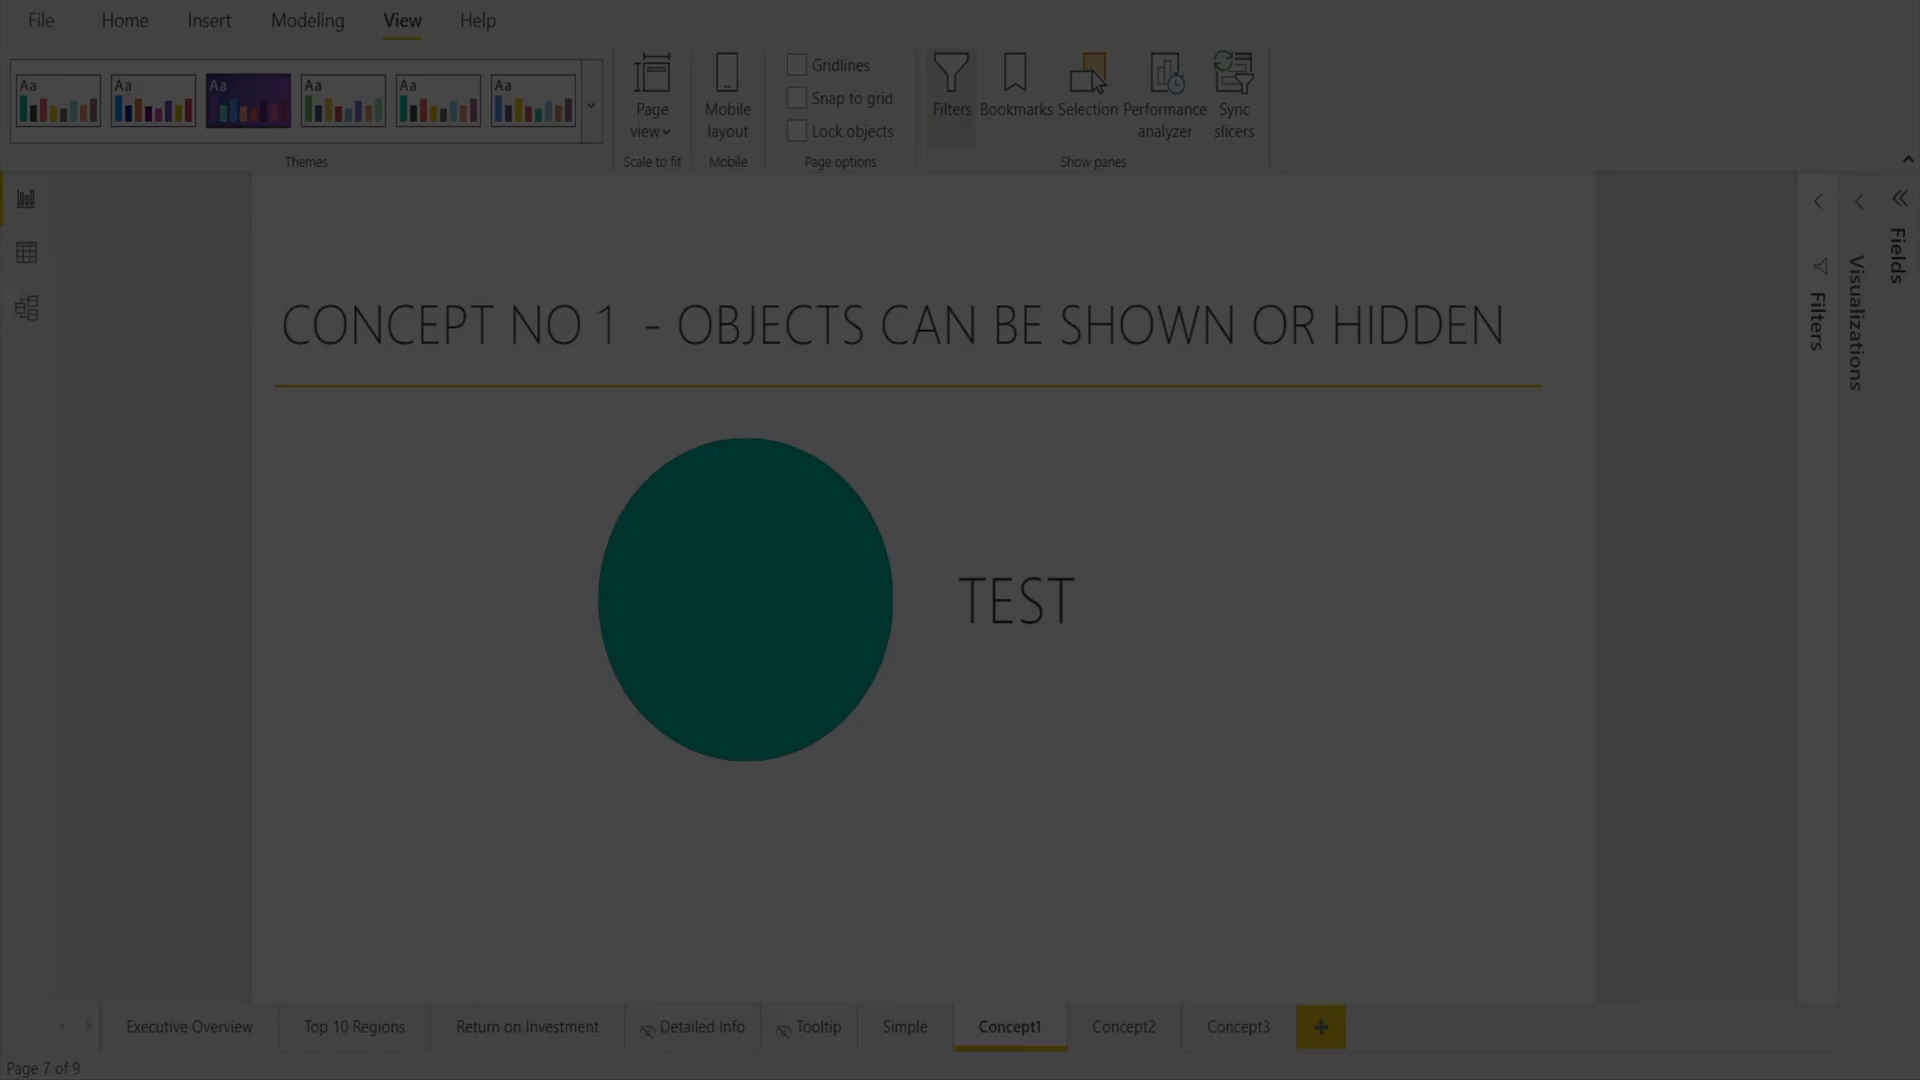 File Home Insert Modeling View Help
Aa Aa Aa Aa Aa Aa
Page view
Mobile layout
Gridlines
Snap to grid
Lock objects
Filters
Bookmarks
Selection
Performance analyzer
Sync slicers
Themes
Scale to fit
Mobile
Page options
Show panes
Fields
Visualizations
Filters
CONCEPT NO 1 - OBJECTS CAN BE SHOWN OR HIDDEN
TEST
Executive Overview Top 10 Regions Return on Investment Detailed Info Tooltip Simple Concept1 Concept2 Concept3 +
Page 7 of 9